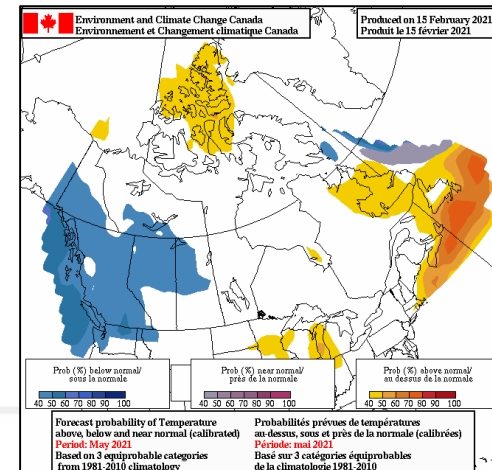 Environment and Climate Change Canada
Environnement et Changement climatique Canada
Produced on 15 February 2021
Produit le 15 février 2021
Prob (%) below normal/
sous la normale
40 50 60 70 80 90 100
Prob (%) near normal/
près de la normale
40 50 60 70 80 90 100
Prob (%) above normal/
au dessus de la normale
40 50 60 70 80 90 100
Forecast probability of Temperature
above, below and near normal (calibrated)
Period: May 2021
Based on 3 equiprobable categories
from 1981-2010 climatology
Probabilités prévues de températures
au-dessus, sous et près de la normale (calibrées)
Période: mai 2021
Basé sur 3 catégories équiprobables
de la climatologie 1981-2010